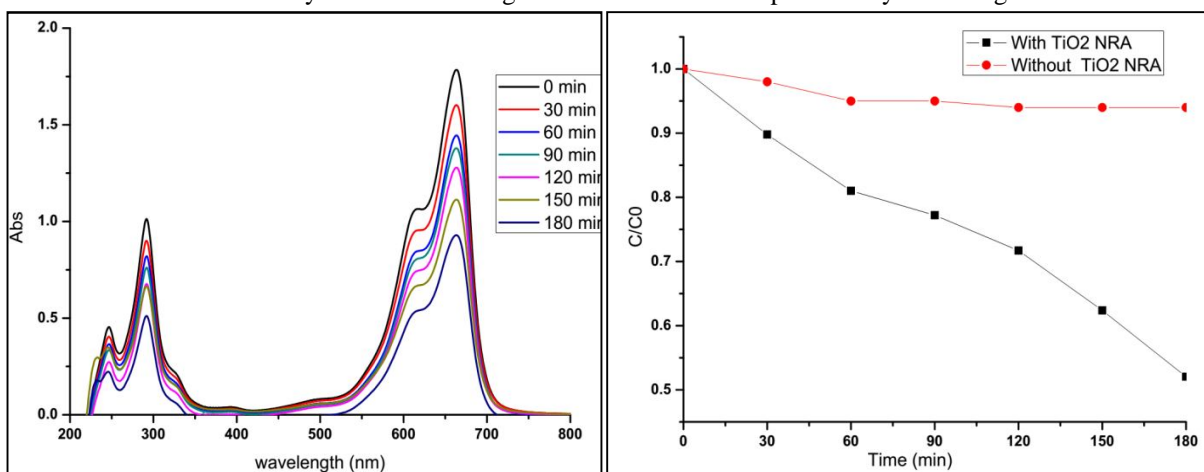 2.0
1.5
1.0
0.5
0.0
Abs
200 300 400 500 600 700 800
wavelength (nm)
0 min
30 min
60 min
90 min
120 min
150 min
180 min
With TiO2 NRA
Without TiO2 NRA
1.0
0.9
0.8
0.7
0.6
0.5
C/C0
0 30 60 90 120 150 180
Time (min)